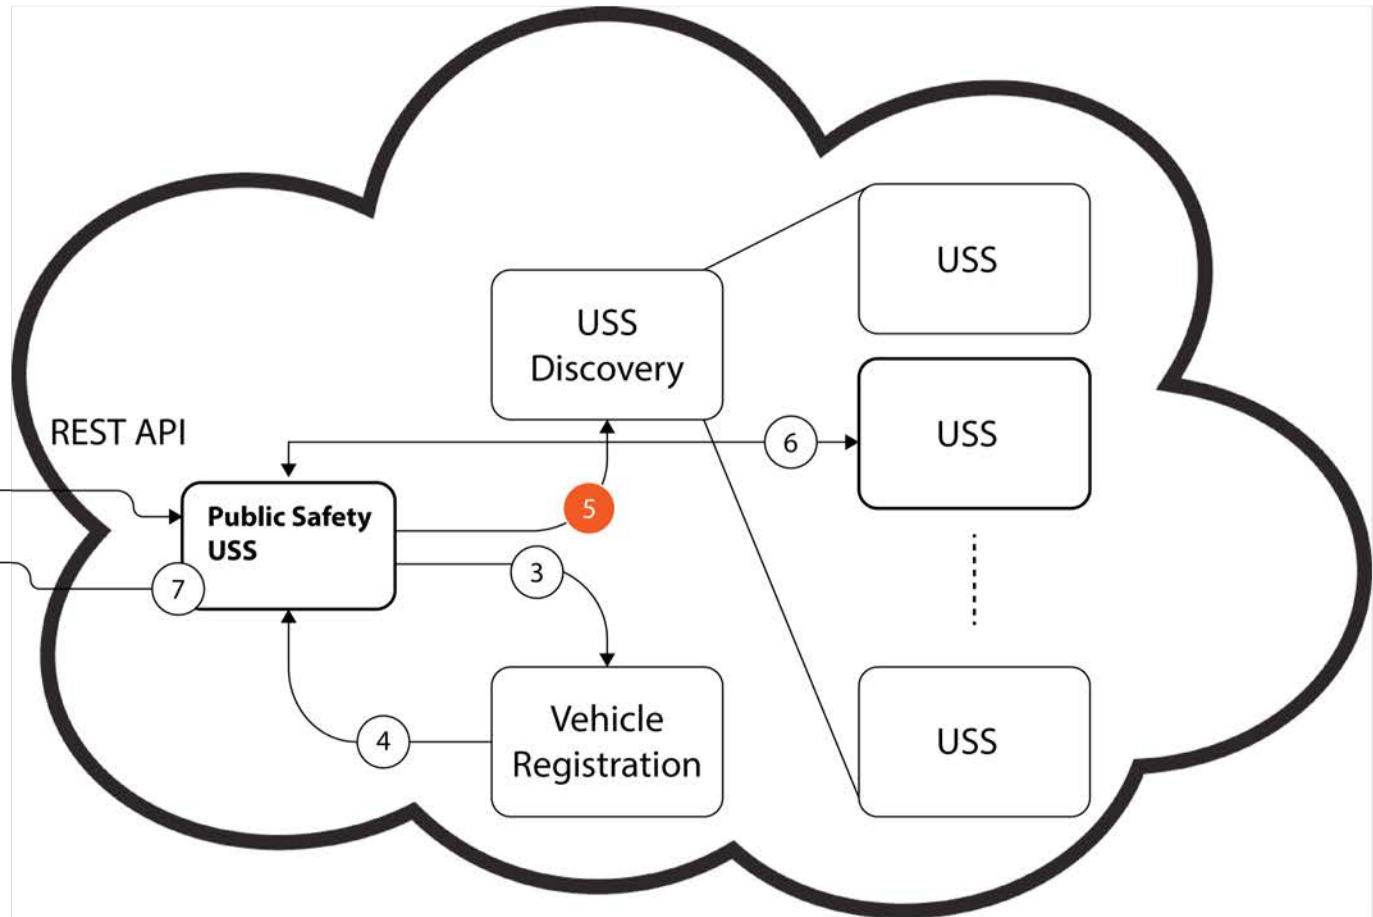 USS
USS
Discovery
REST API
6
USS
Public Safety
USS
5
3
7
4
Vehicle
Registration
USS